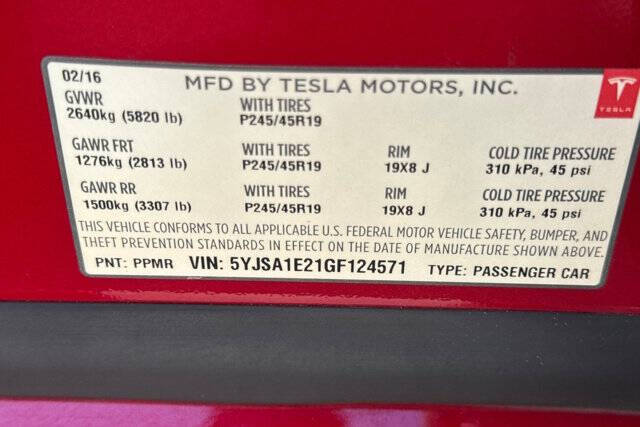 02/16 MFD BY TESLA MOTORS, INC.
TESLA
GVWR WITH TIRES
2640kg (5820 lb) P245/45R19
GAWR FRT WITH TIRES RIM COLD TIRE PRESSURE
1276kg (2813 lb) P245/45R19 19X8 J 310 kPa, 45 psi
GAWR RR WITH TIRES RIM COLD TIRE PRESSURE
1500kg (3307 lb) P245/45R19 19X8 J 310 kPa, 45 psi
THIS VEHICLE CONFORMS TO ALL APPLICABLE U.S. FEDERAL MOTOR VEHICLE SAFETY, BUMPER, AND
THEFT PREVENTION STANDARDS IN EFFECT ON THE DATE OF MANUFACTURE SHOWN ABOVE.
PNT: PPMR VIN: 5YJSA1E21GF124571 TYPE: PASSENGER CAR